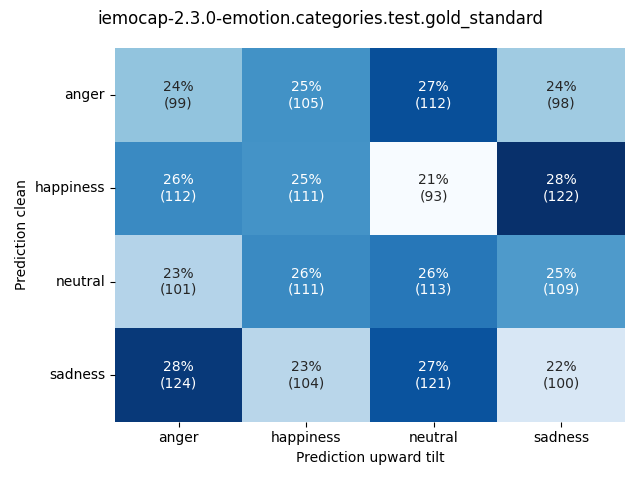 iemocap-2.3.0-emotion.categories.test.gold_standard
Prediction clean
anger
24% 25% 27% 24%
(99) (105) (112) (98)
happiness
26% 25% 21% 28%
(112) (111) (93) (122)
neutral
23% 26% 26% 25%
(101) (111) (113) (109)
sadness
28% 23% 27% 22%
(124) (104) (121) (100)
anger happiness neutral sadness
Prediction upward tilt